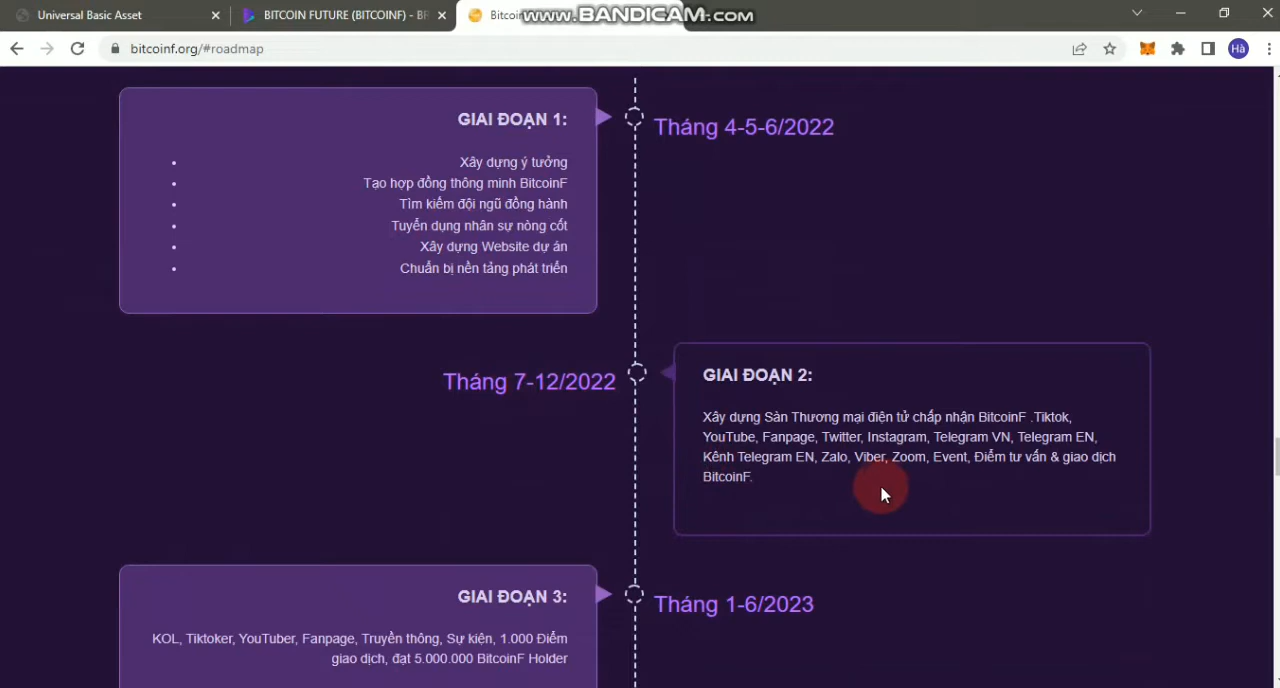 Universal Basic Asset
BITCOIN FUTURE (BITCOINF) - BR
Bitcoin
www.BANDICAM.com
bitcoinf.org/#roadmap
Hà
GIAI ĐOẠN 1:
Tháng 4-5-6/2022
Xây dựng ý tưởng
Tạo hợp đồng thông minh BitcoinF
Tìm kiếm đội ngũ đồng hành
Tuyển dụng nhân sự nòng cốt
Xây dựng Website dự án
Chuẩn bị nền tảng phát triển
Tháng 7-12/2022
GIAI ĐOẠN 2:
Xây dựng Sàn Thương mại điện tử chấp nhận BitcoinF .Tiktok,
YouTube, Fanpage, Twitter, Instagram, Telegram VN, Telegram EN,
Kênh Telegram EN, Zalo, Viber, Zoom, Event, Điểm tư vấn & giao dịch
BitcoinF.
GIAI ĐOẠN 3:
Tháng 1-6/2023
KOL, Tiktoker, YouTuber, Fanpage, Truyền thông, Sự kiện, 1.000 Điểm
giao dịch, đạt 5.000.000 BitcoinF Holder